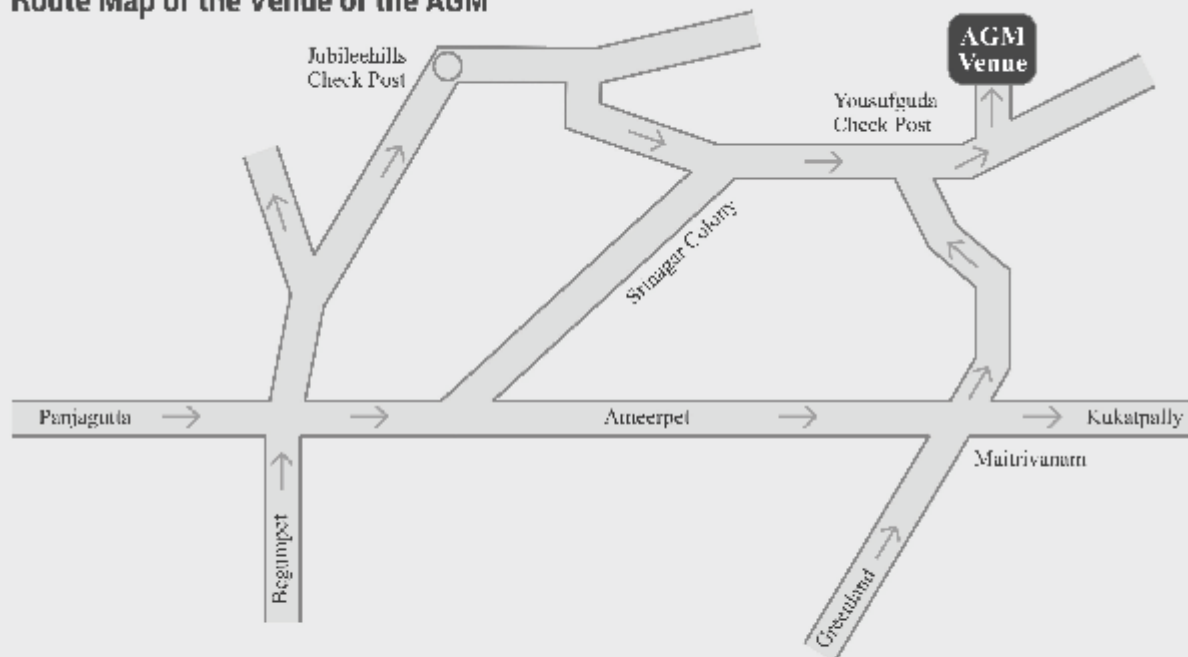 Route Map of the Venue of the AGM
Jubileehills
Check Post
AGM
Venue
Yousufguda
Check Post
Srinagar Colony
Panjagutta
Ameerpet
Kukatpally
Maitrivanam
Begumpet
Greenland